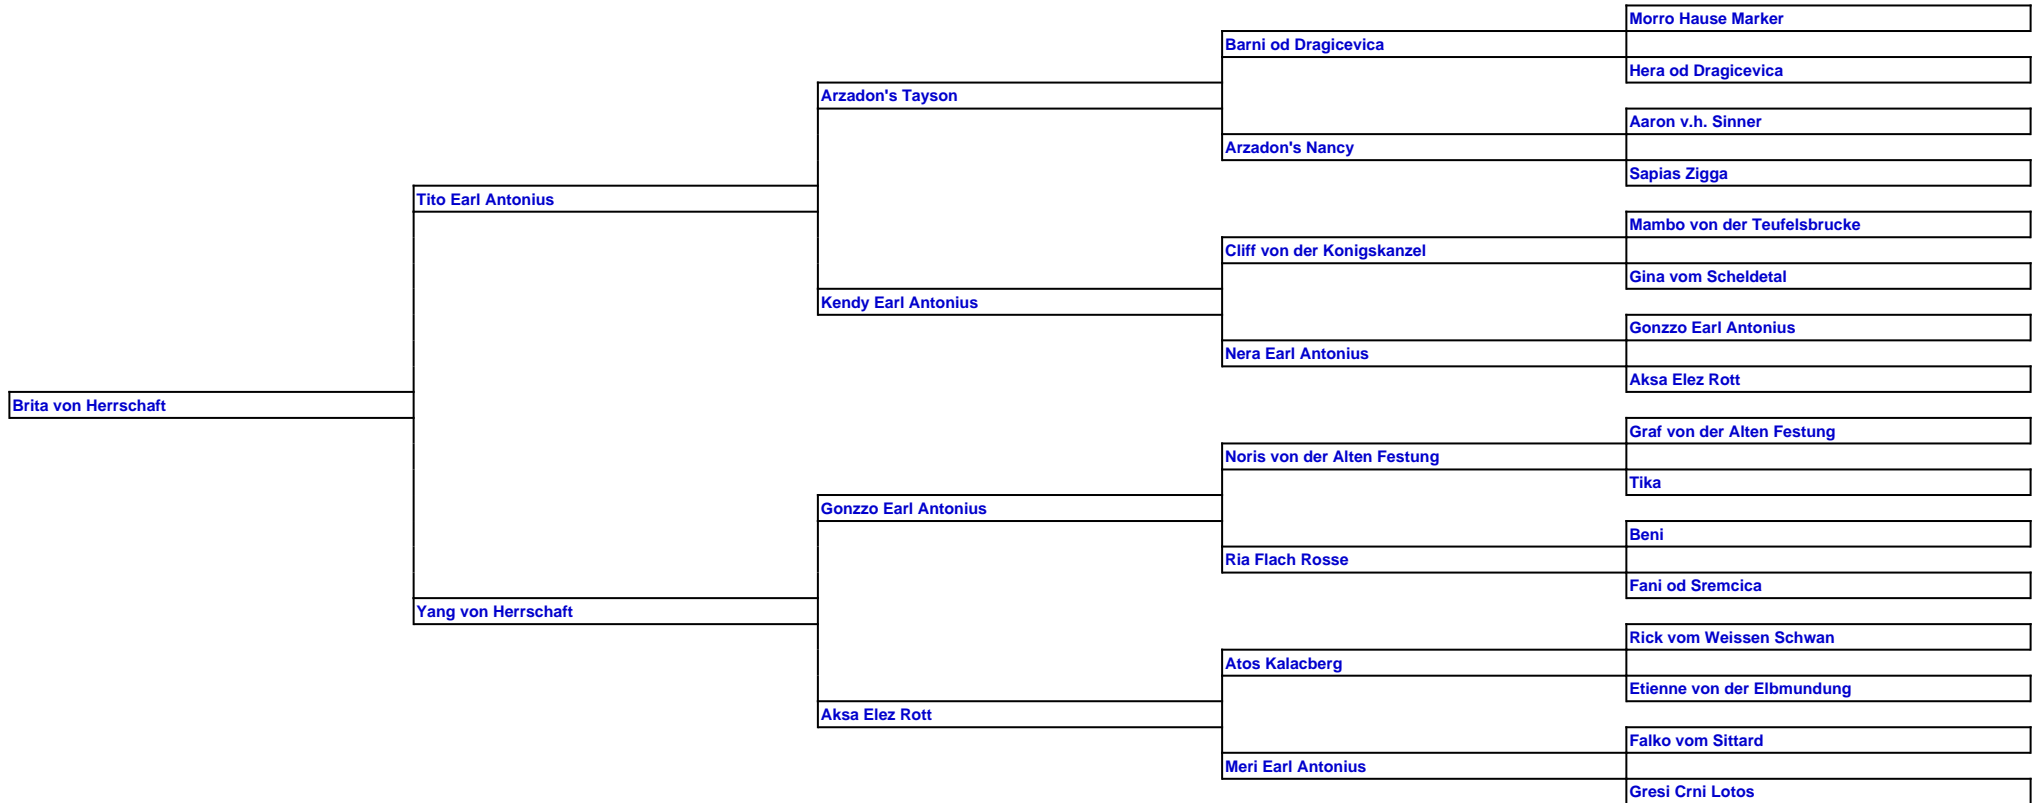 Morro Hause Marker
Barni od Dragicevica
Hera od Dragicevica
Arzadon's Tayson
Aaron v.h. Sinner
Arzadon's Nancy
Sapias Zigga
Tito Earl Antonius
Mambo von der Teufelsbrucke
Cliff von der Konigskanzel
Gina vom Scheldetal
Kendy Earl Antonius
Gonzzo Earl Antonius
Nera Earl Antonius
Aksa Elez Rott
Brita von Herrschaft
Graf von der Alten Festung
Noris von der Alten Festung
Tika
Gonzzo Earl Antonius
Beni
Ria Flach Rosse
Fani od Sremcica
Yang von Herrschaft
Rick vom Weissen Schwan
Atos Kalacberg
Etienne von der Elbmundung
Aksa Elez Rott
Falko vom Sittard
Meri Earl Antonius
Gresi Crni Lotos